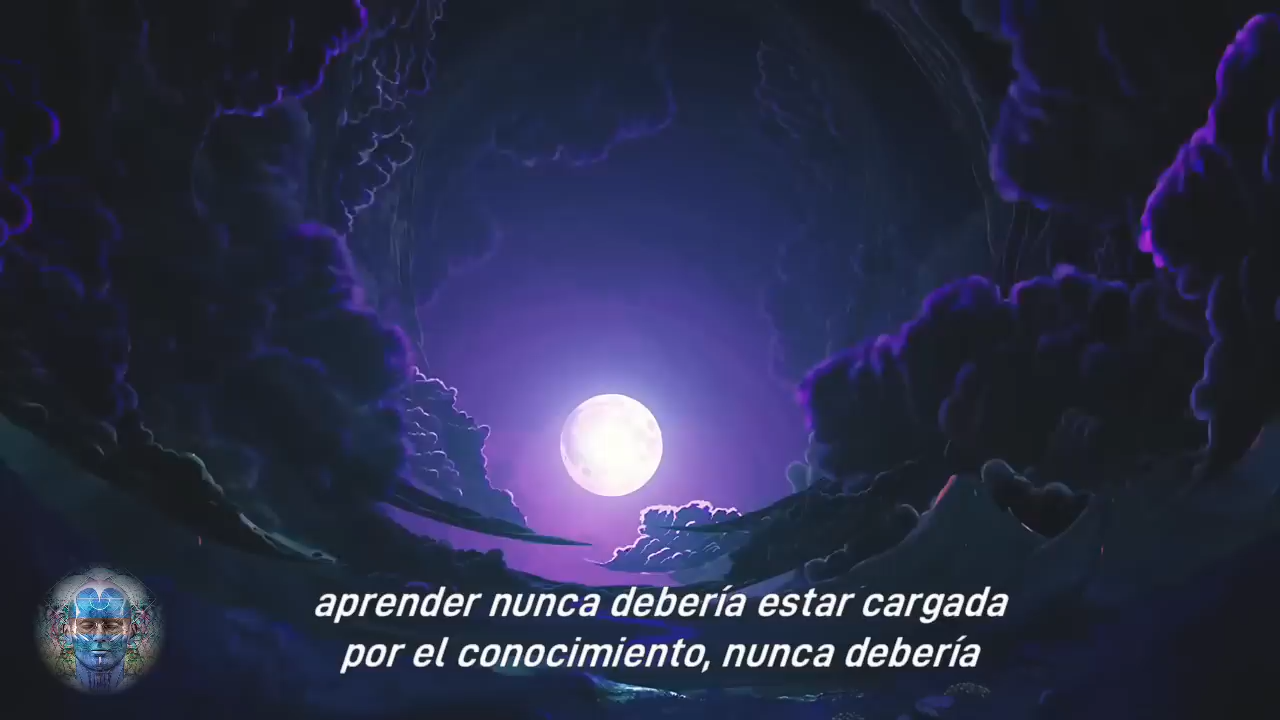 aprender nunca debería estar cargada
por el conocimiento, nunca debería